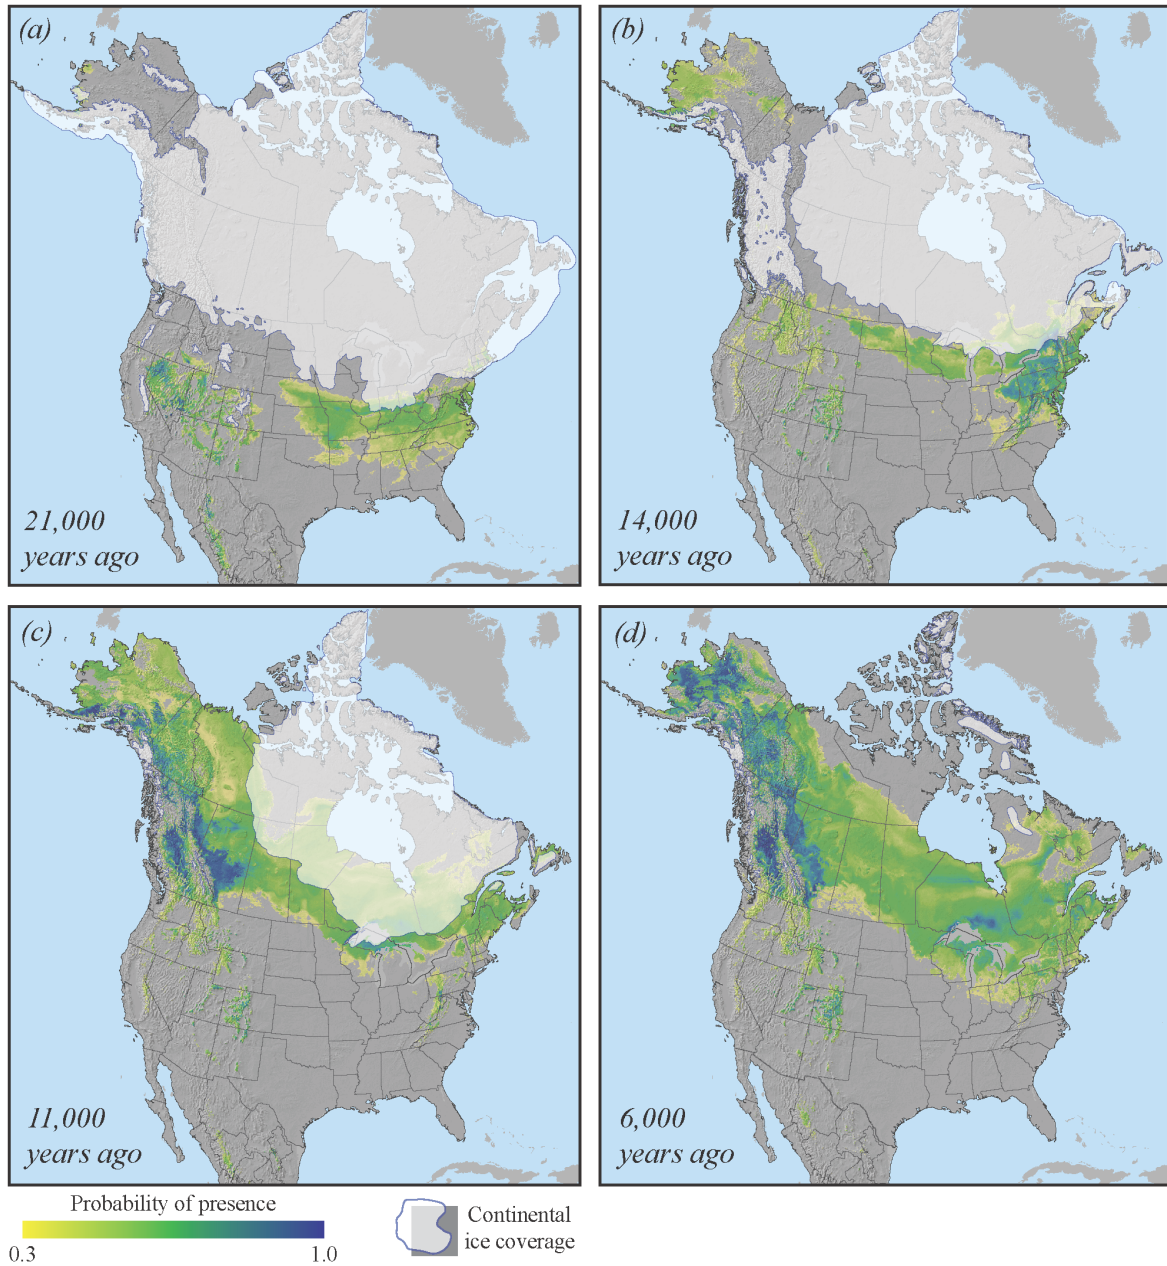 (a)
21,000
years ago
(b)
14,000
years ago
(c)
11,000
years ago
(d)
6,000
years ago
Probability of presence
0.3
1.0
Continental
ice coverage